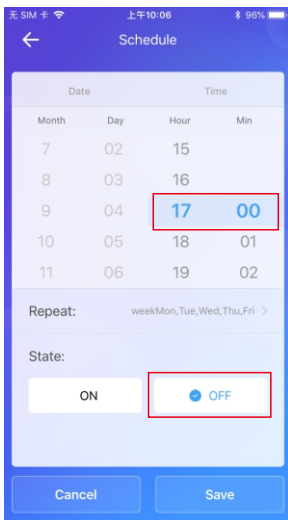 无 SIM 卡 上午10:06 96%
Schedule
Date Time
Month Day Hour Min
7 02 15
8 03 16
9 04 17 00
10 05 18 01
11 06 19 02
Repeat: weekMon,Tue,Wed,Thu,Fri >
State:
ON OFF
Cancel Save